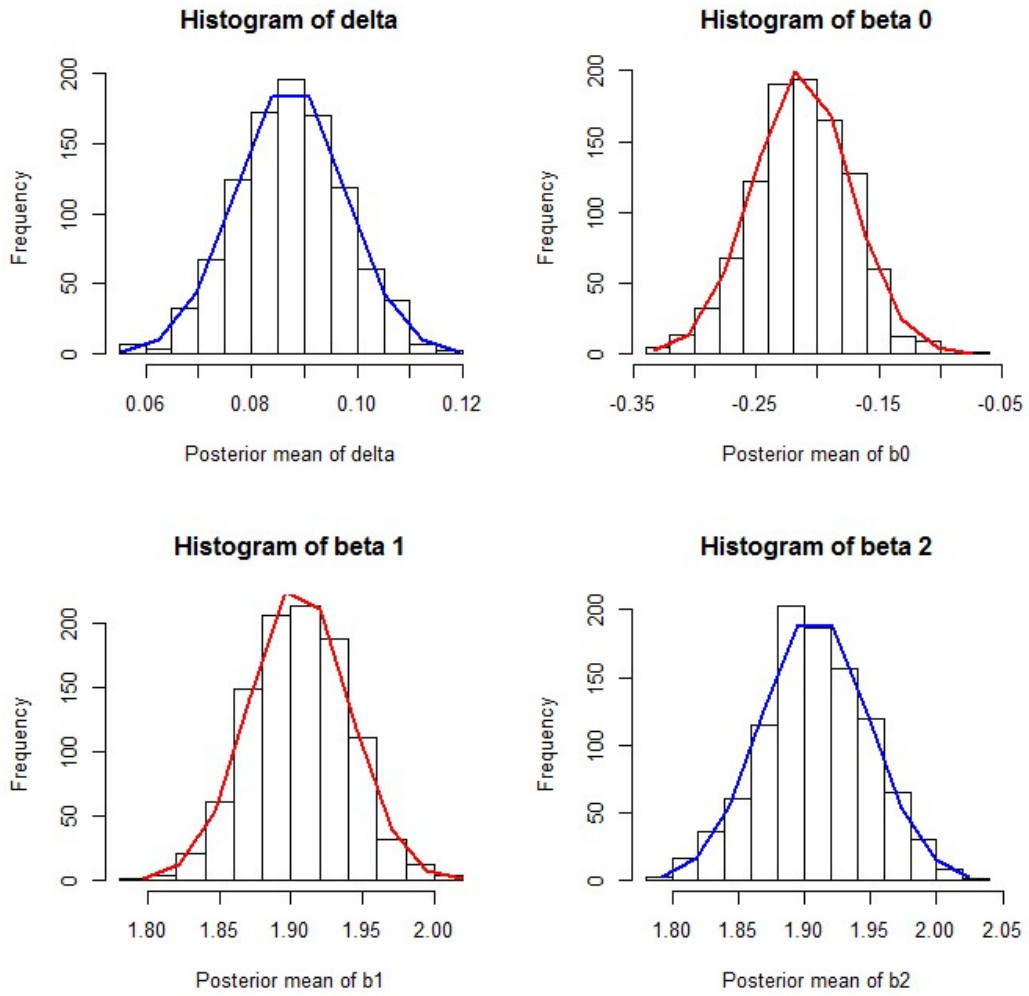 Histogram of delta
Frequency
0 50 100 150 200
0.06 0.08 0.10 0.12
Posterior mean of delta
Histogram of beta 0
Frequency
0 50 100 150 200
-0.35 -0.25 -0.15 -0.05
Posterior mean of b0
Histogram of beta 1
Frequency
0 50 100 150 200
1.80 1.85 1.90 1.95 2.00
Posterior mean of b1
Histogram of beta 2
Frequency
0 50 100 150 200
1.80 1.85 1.90 1.95 2.00 2.05
Posterior mean of b2